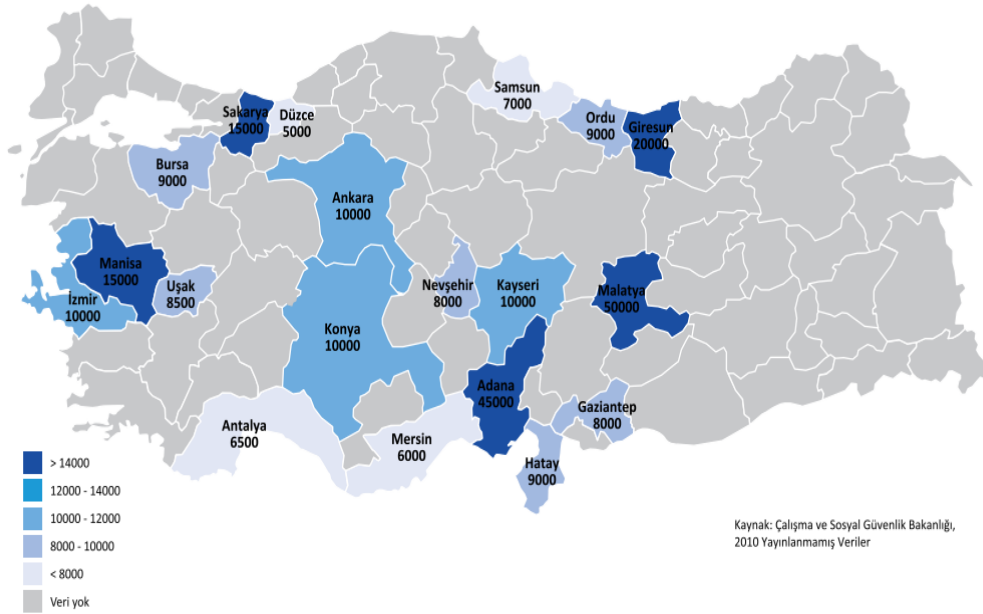 Samsun
7000
Sakarya
15000
Düzce
5000
Ordu
9000
Giresun
20000
Bursa
9000
Ankara
10000
Manisa
15000
Uşak
8500
İzmir
10000
Nevşehir
8000
Kayseri
10000
Malatya
50000
Konya
10000
Adana
45000
Gaziantep
8000
Antalya
6500
Mersin
6000
Hatay
9000
> 14000
12000 - 14000
10000 - 12000
8000 - 10000
< 8000
Veri yok
Kaynak: Çalışma ve Sosyal Güvenlik Bakanlığı,
2010 Yayınlanmamış Veriler